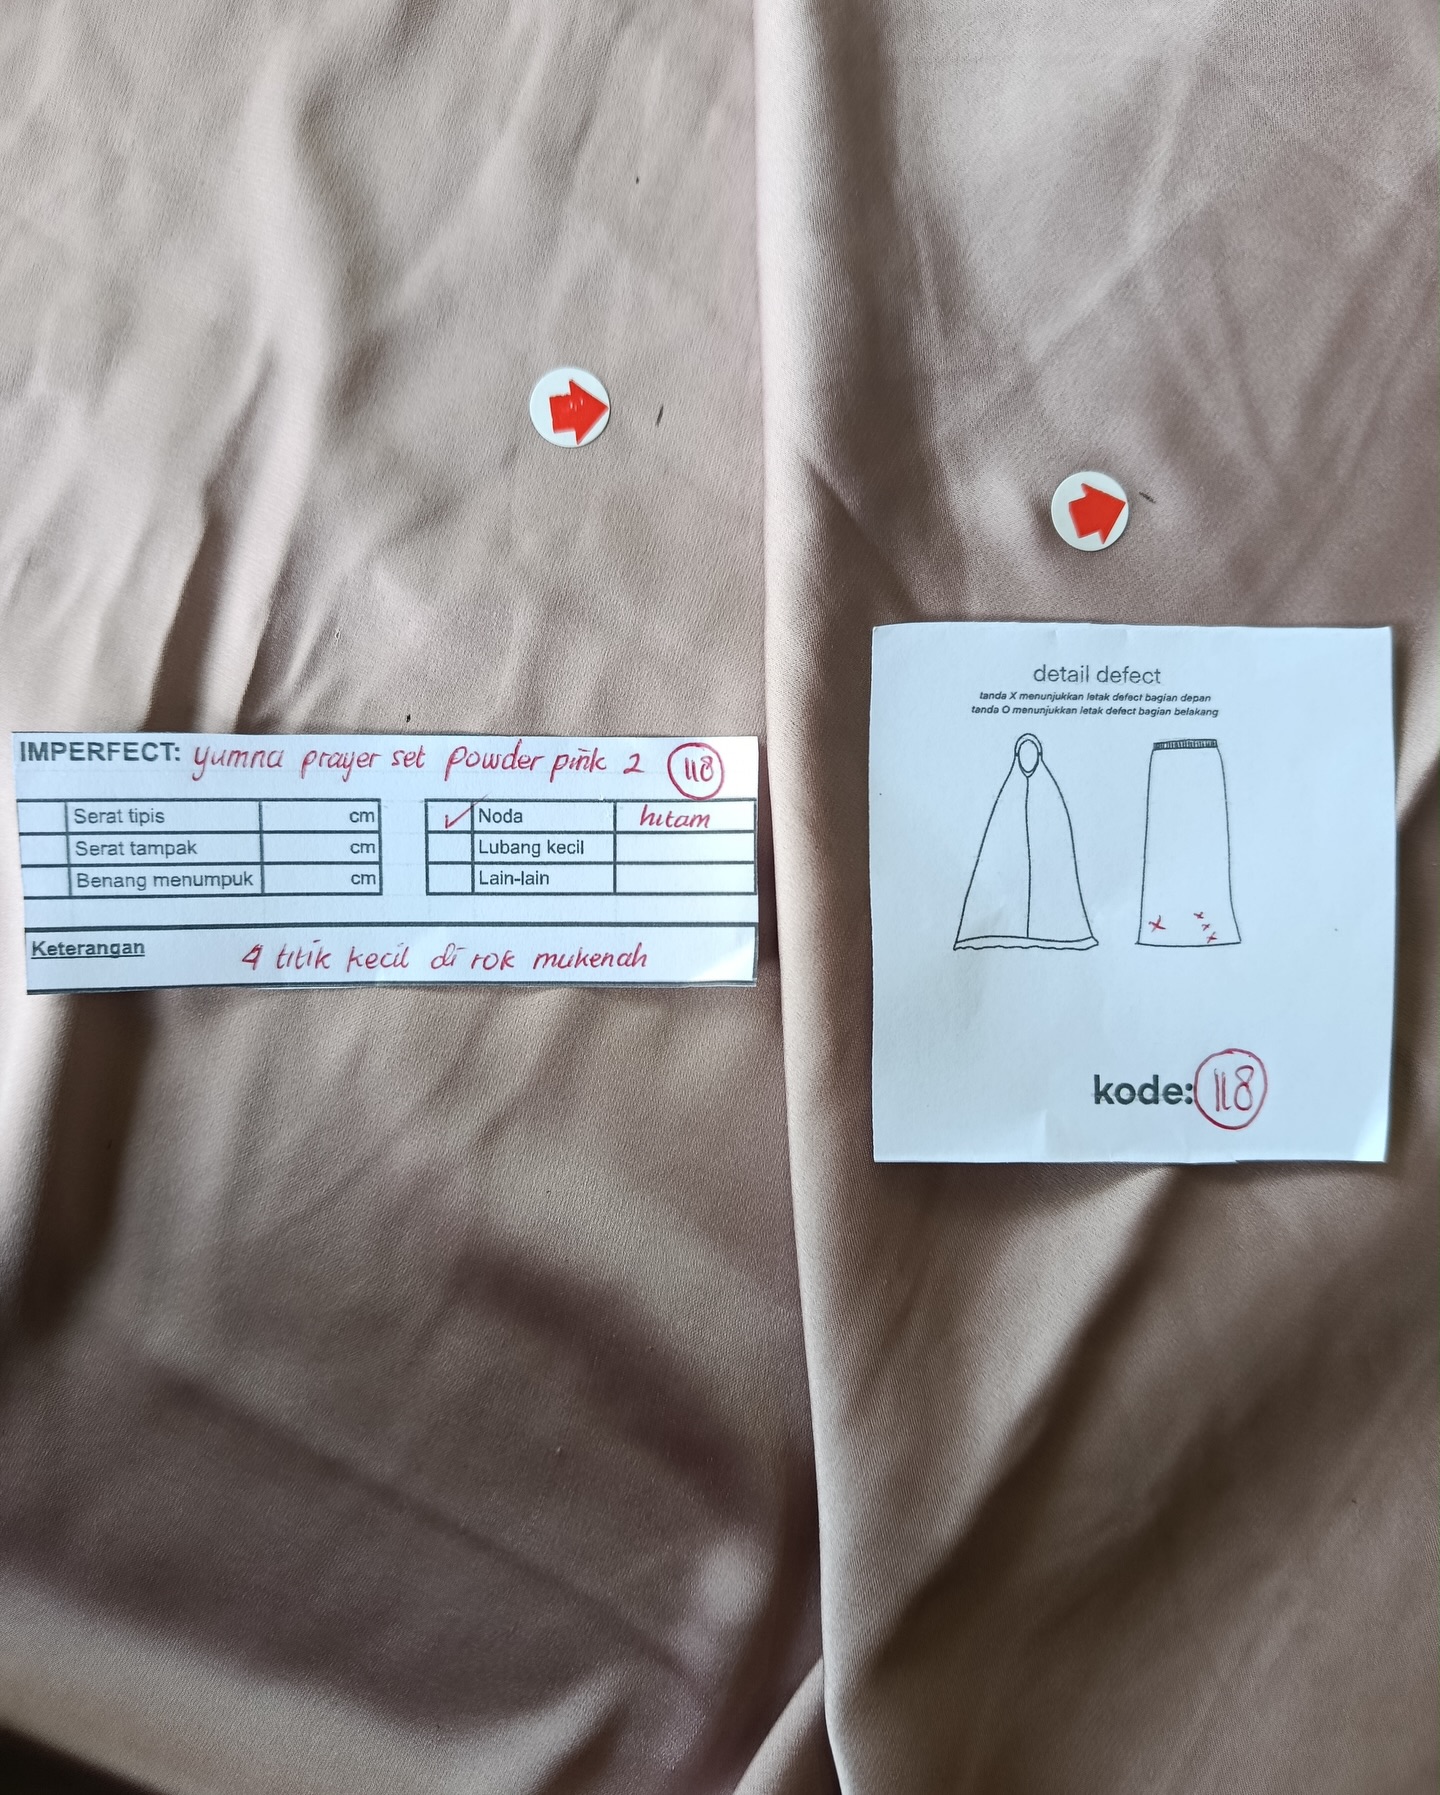 IMPERFECT: yumna prayer set powder pink 2 118
Serat tipis cm
Serat tampak cm
Benang menumpuk cm
✓ Noda hitam
Lubang kecil
Lain-lain
Keterangan 4 titik kecil di rok mukenah
detail defect
tanda X menunjukkan letak defect bagian depan
tanda O menunjukkan letak defect bagian belakang
kode: 118